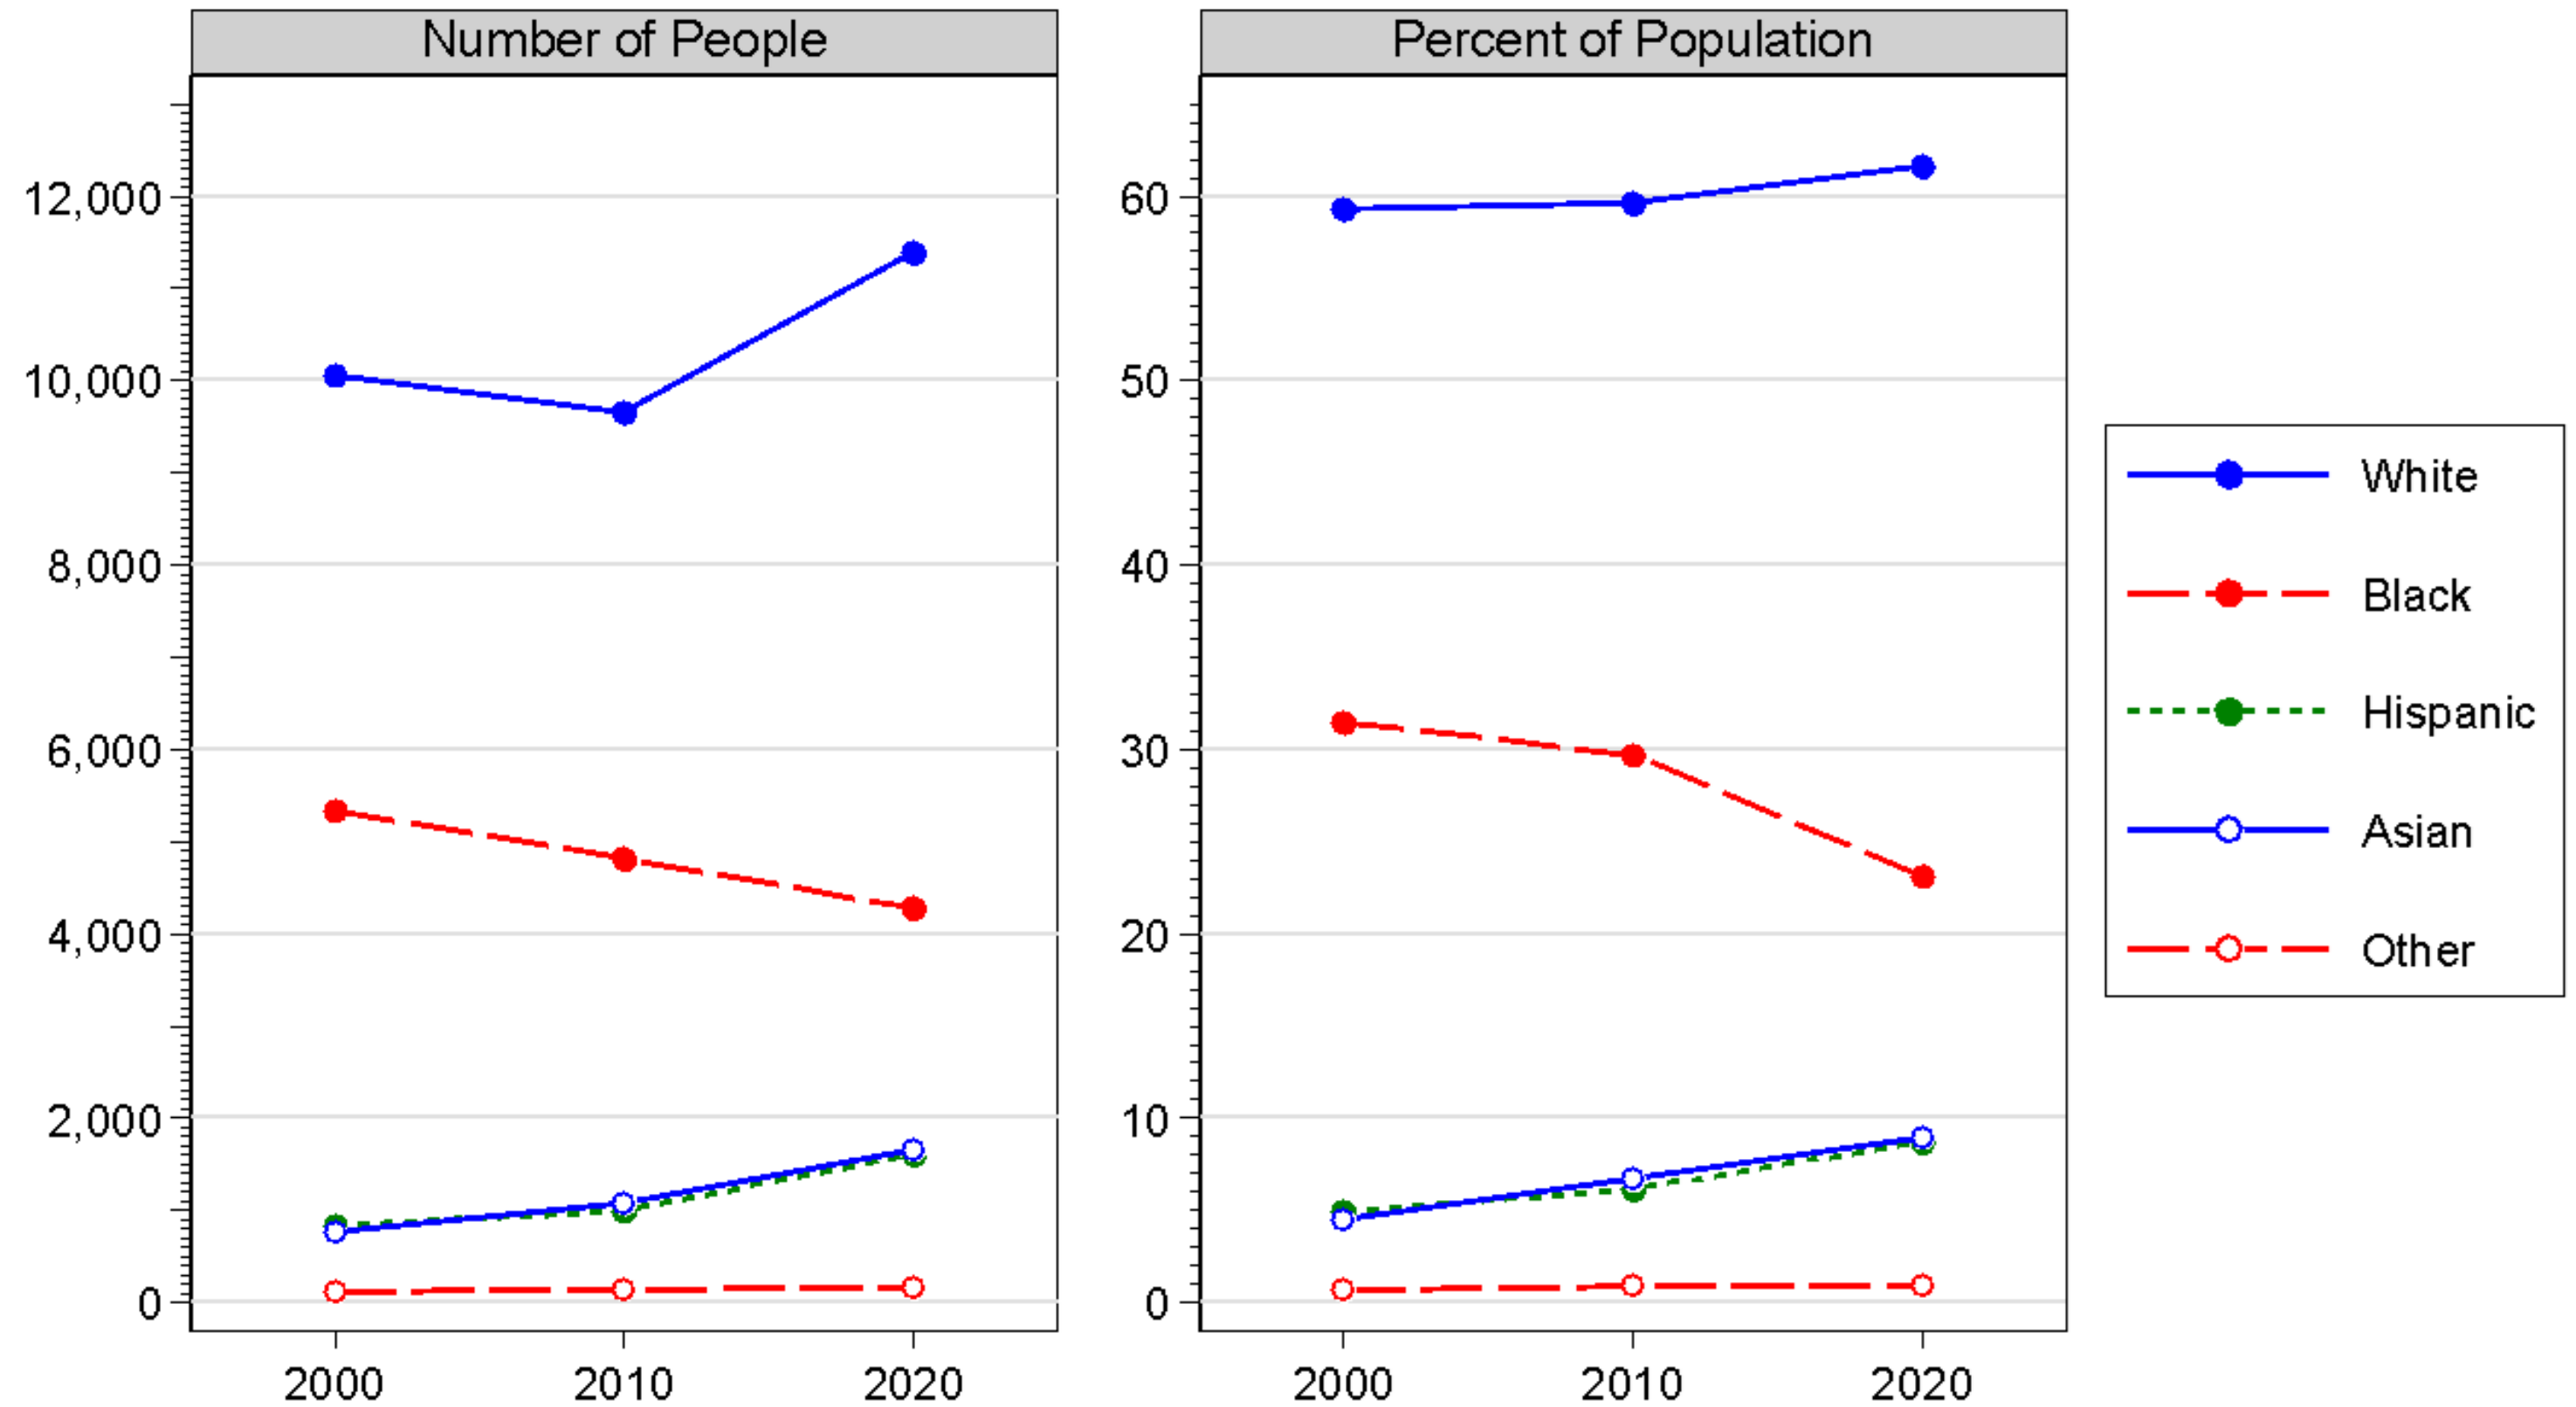 Number of People
12,000
10,000
8,000
6,000
4,000
2,000
0
2000 2010 2020
Percent of Population
60
50
40
30
20
10
0
2000 2010 2020
White
Black
Hispanic
Asian
Other